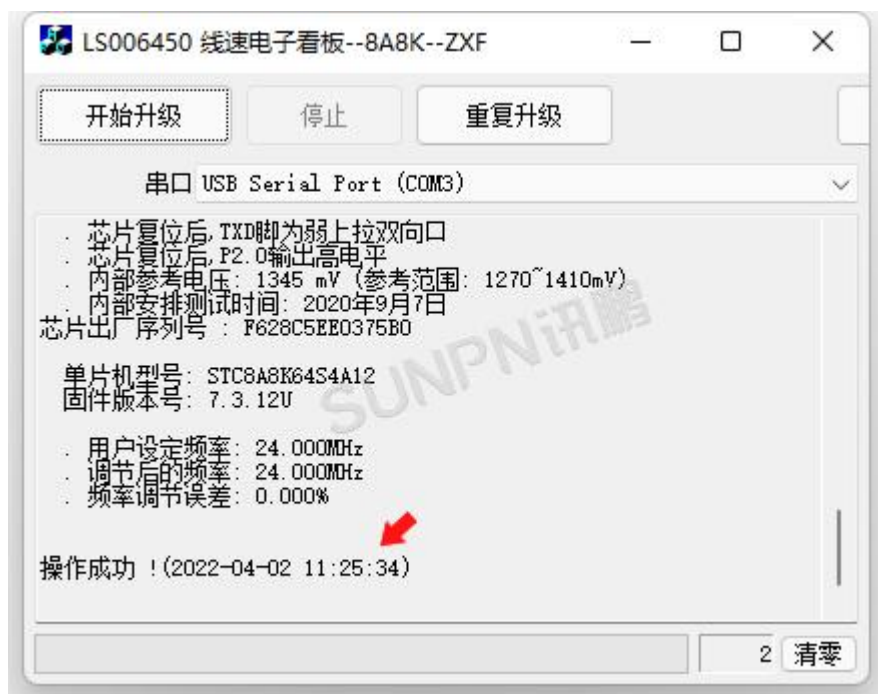 LS006450 线速电子看板--8A8K--ZXF
开始升级 停止 重复升级
串口 USB Serial Port (COM3)
. 芯片复位后,TXD脚为弱上拉双向口
. 芯片复位后,P2.0输出高电平
. 内部参考电压: 1345 mV (参考范围: 1270~1410mV)
. 内部安排测试时间: 2020年9月7日
芯片出厂序列号 : F628C5EE0375B0
单片机型号: STC8A8K64S4A12
固件版本号: 7.3.12U
. 用户设定频率: 24.000MHz
. 调节后的频率: 24.000MHz
. 频率调节误差: 0.000%
SUNPN讯鹏
操作成功 !(2022-04-02 11:25:34)
2 清零